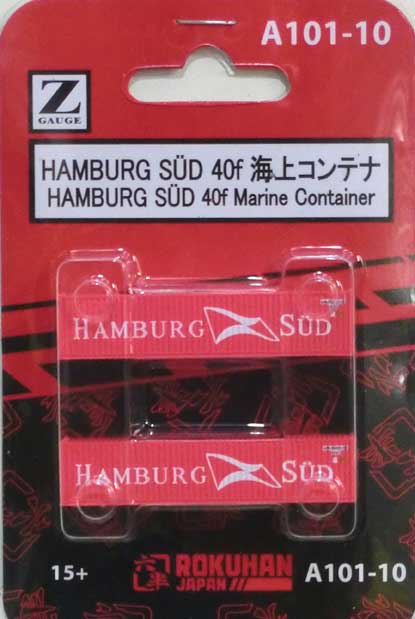 A101-10
Z
GAUGE
HAMBURG SÜD 40f 海上コンテナ
HAMBURG SÜD 40f Marine Container
HAMBURG SÜD
HAMBURG SÜD
15+
ROKUHAN
JAPAN
A101-10